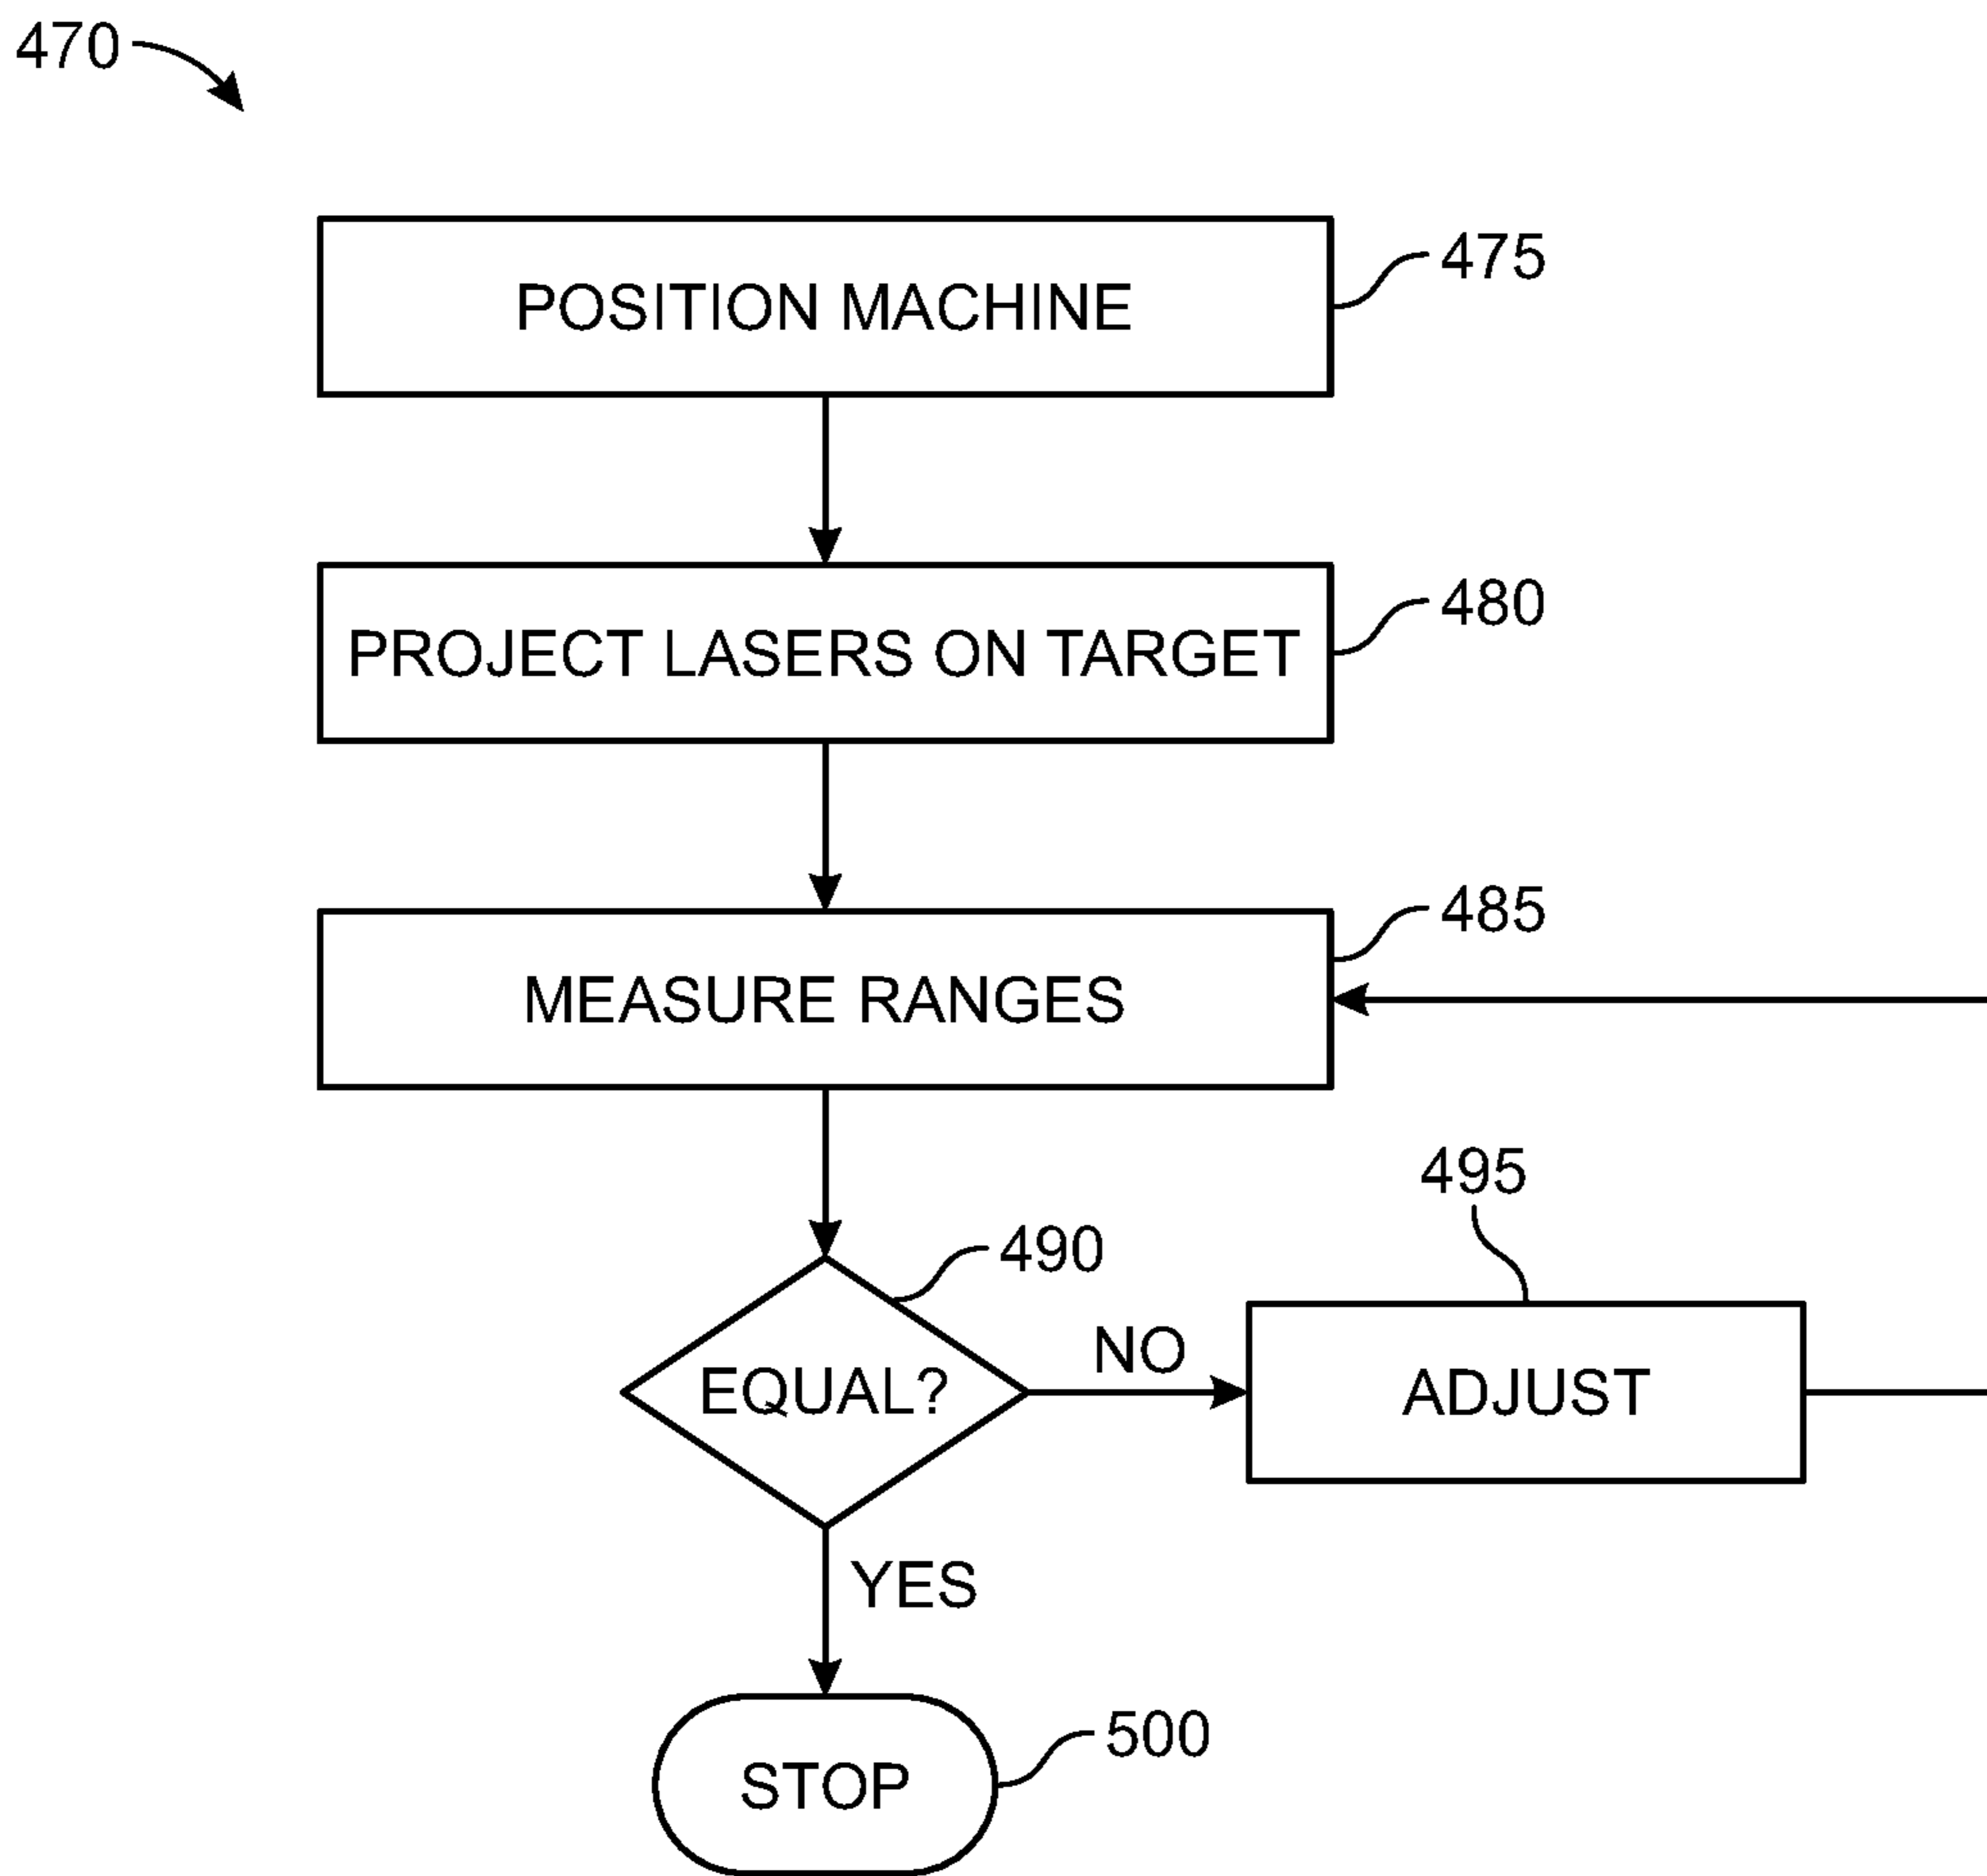 470
POSITION MACHINE
475
PROJECT LASERS ON TARGET
480
MEASURE RANGES
485
EQUAL?
490
NO
495
ADJUST
YES
STOP
500